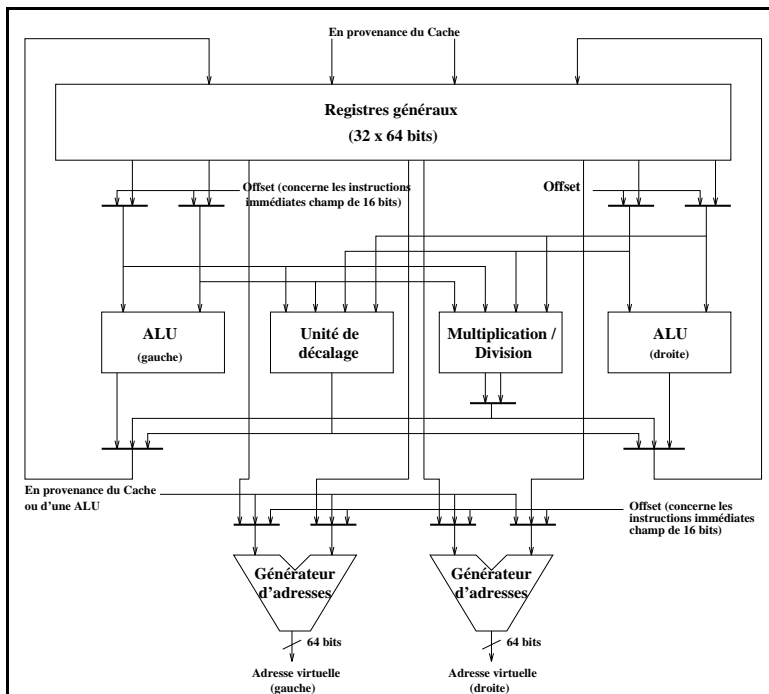 En provenance du Cache
Registres généraux
(32 x 64 bits)
Offset (concerne les instructions
immédiates champ de 16 bits)
Offset
ALU
(gauche)
Unité de
décalage
Multiplication /
Division
ALU
(droite)
En provenance du Cache
ou d'une ALU
Offset (concerne les
instructions immédiates
champ de 16 bits)
Générateur
d'adresses
Générateur
d'adresses
64 bits
64 bits
Adresse virtuelle
(gauche)
Adresse virtuelle
(droite)